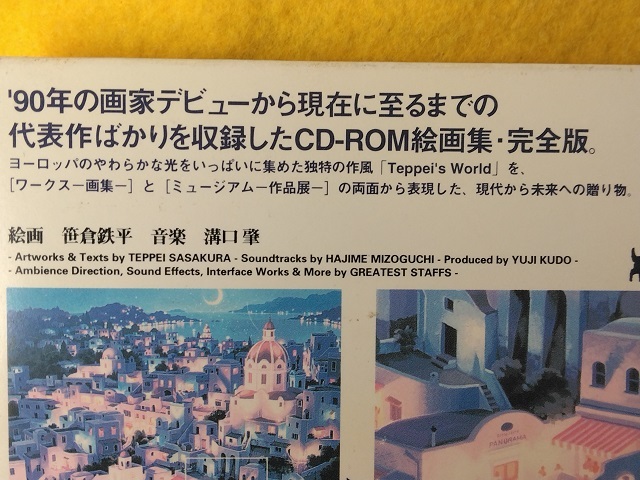 '90年の画家デビューから現在に至るまでの
代表作ばかりを収録したCD-ROM絵画集・完全版。
ヨーロッパのやわらかな光をいっぱいに集めた独特の作風「Teppei's World」を、
[ワークス―画集―] と [ミュージアム―作品展―] の両面から表現した、現代から未来への贈り物。
絵画 笹倉鉄平 音楽 溝口 肇
- Artworks & Texts by TEPPEI SASAKURA - Soundtracks by HAJIME MIZOGUCHI - Produced by YUJI KUDO -
- Ambience Direction, Sound Effects, Interface Works & More by GREATEST STAFFS -
PANORAMA